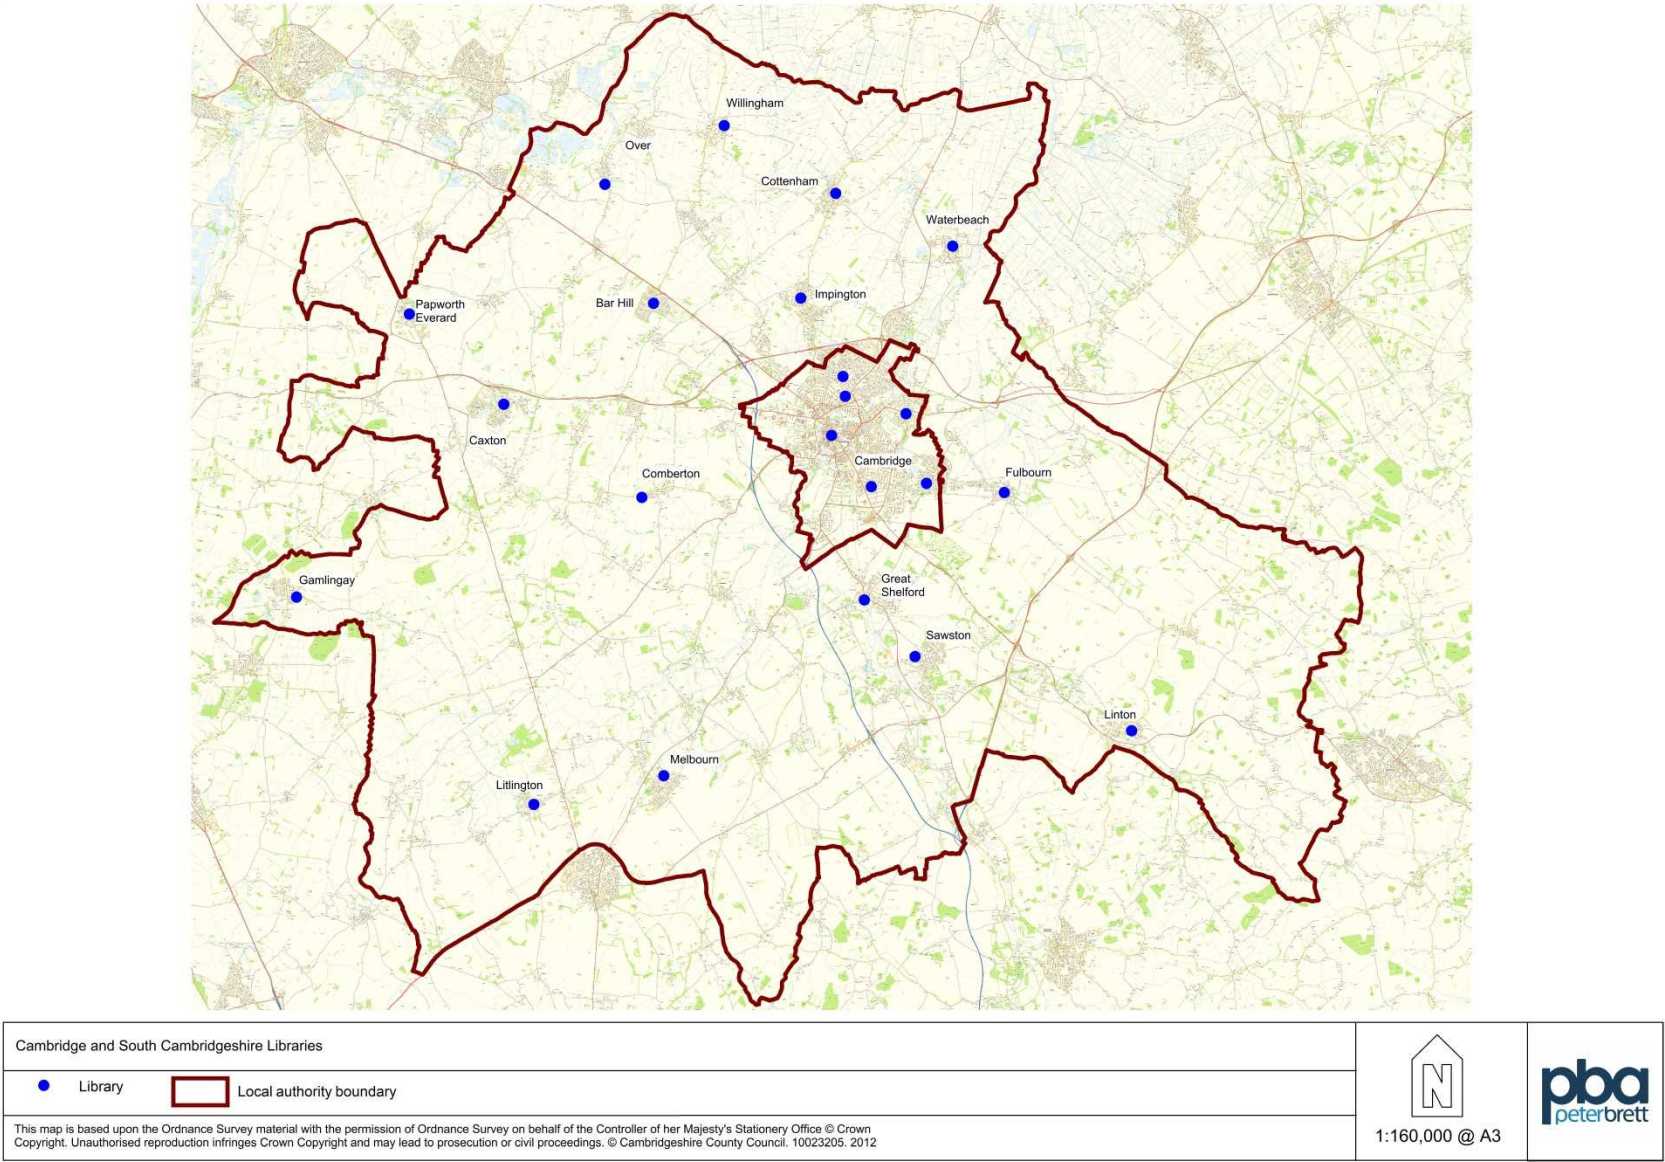 Willingham
Over
Cottenham
Waterbeach
Papworth
Everard
Bar Hill
Impington
Caxton
Comberton
Cambridge
Fulbourn
Gamlingay
Great
Shelford
Sawston
Linton
Melbourn
Litlington
Cambridge and South Cambridgeshire Libraries
Library
Local authority boundary
This map is based upon the Ordnance Survey material with the permission of Ordnance Survey on behalf of the Controller of her Majesty's Stationery Office © Crown
Copyright. Unauthorised reproduction infringes Crown Copyright and may lead to prosecution or civil proceedings. © Cambridgeshire County Council. 10023205. 2012
N
1:160,000 @ A3
pba
peterbrett